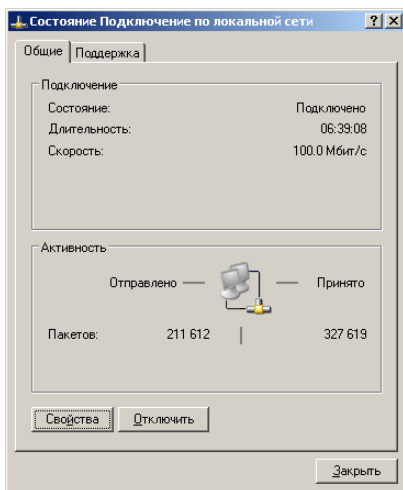 Состояние Подключение по локальной сети
Общие Поддержка
Подключение
Состояние: Подключено
Длительность: 06:39:08
Скорость: 100.0 Мбит/с
Активность
Отправлено — — Принято
Пакетов: 211 612 | 327 619
Свойства Отключить
Закрыть